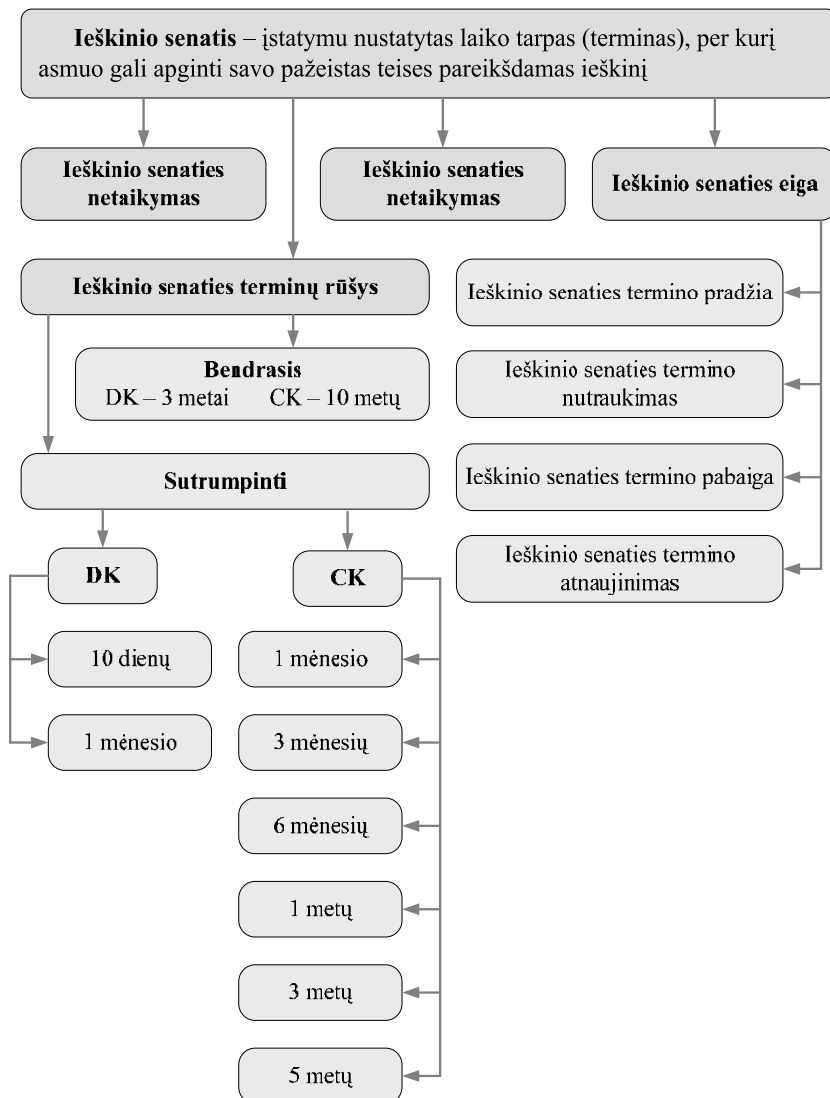 Ieškinio senatis – įstatymu nustatytas laiko tarpas (terminas), per kurį
asmuo gali apginti savo pažeistas teises pareikšdamas ieškinį
Ieškinio senaties
netaikymas
Ieškinio senaties
netaikymas
Ieškinio senaties eiga
Ieškinio senaties terminų rūšys
Bendrasis
DK – 3 metai CK – 10 metų
Sutrumpinti
DK
10 dienų
1 mėnesio
CK
1 mėnesio
3 mėnesių
6 mėnesių
1 metų
3 metų
5 metų
Ieškinio senaties termino pradžia
Ieškinio senaties termino
nutraukimas
Ieškinio senaties termino pabaiga
Ieškinio senaties termino
atnaujinimas